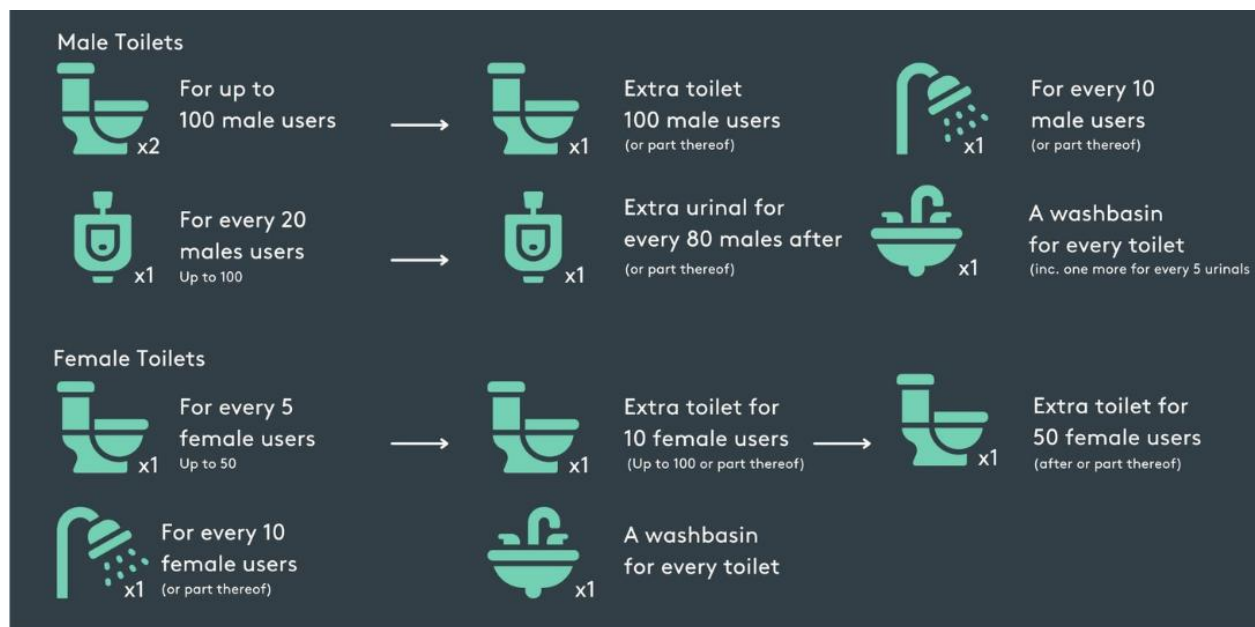 Male Toilets
For up to
100 male users
x2
Extra toilet
100 male users
(or part thereof)
x1
For every 10
male users
(or part thereof)
x1
For every 20
males users
Up to 100
x1
Extra urinal for
every 80 males after
(or part thereof)
x1
A washbasin
for every toilet
(inc. one more for every 5 urinals
x1
Female Toilets
For every 5
female users
Up to 50
x1
Extra toilet for
10 female users
(Up to 100 or part thereof)
x1
Extra toilet for
50 female users
(after or part thereof)
x1
For every 10
female users
(or part thereof)
x1
A washbasin
for every toilet
x1